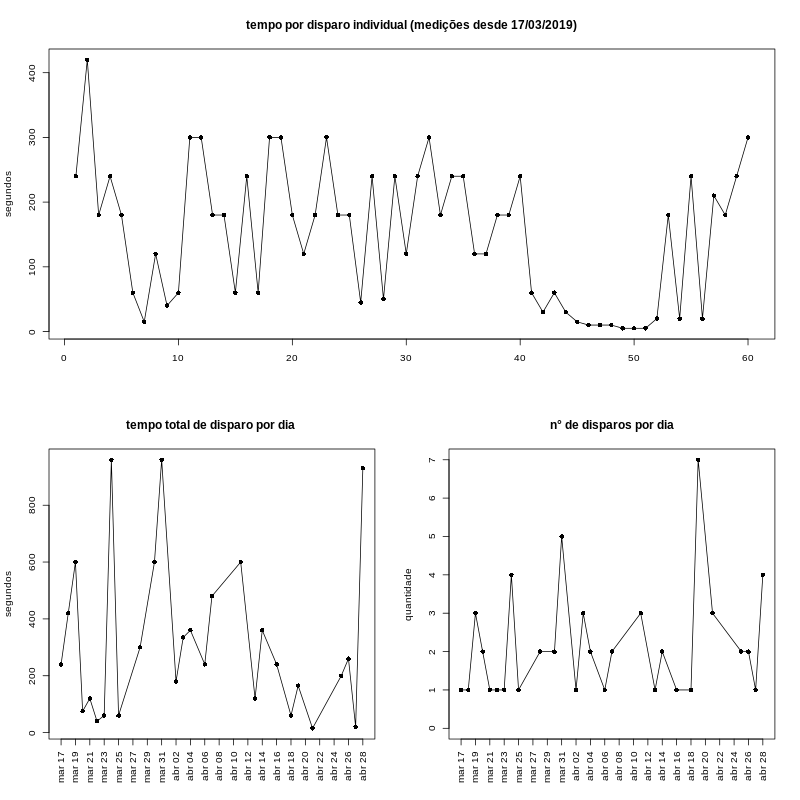 tempo por disparo individual (medições desde 17/03/2019)
segundos
400
300
200
100
0
0 10 20 30 40 50 60
tempo total de disparo por dia
segundos
800
600
400
200
0
mar 17 mar 19 mar 21 mar 23 mar 25 mar 27 mar 29 mar 31 abr 02 abr 04 abr 06 abr 08 abr 10 abr 12 abr 14 abr 16 abr 18 abr 20 abr 22 abr 24 abr 26 abr 28
n° de disparos por dia
quantidade
7
6
5
4
3
2
1
0
mar 17 mar 19 mar 21 mar 23 mar 25 mar 27 mar 29 mar 31 abr 02 abr 04 abr 06 abr 08 abr 10 abr 12 abr 14 abr 16 abr 18 abr 20 abr 22 abr 24 abr 26 abr 28